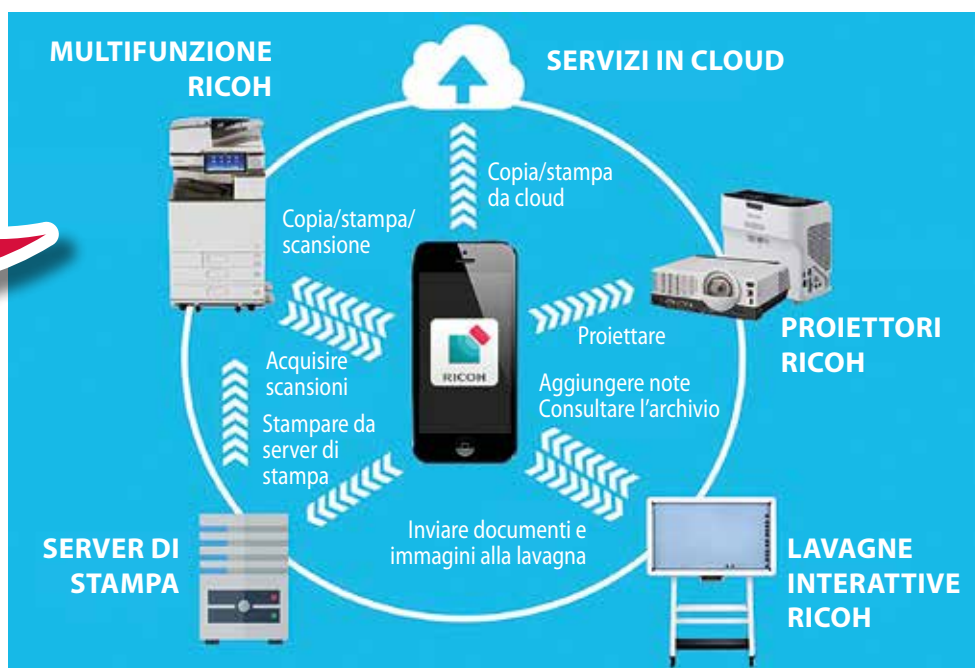 MULTIFUNZIONE
RICOH
SERVIZI IN CLOUD
Copia/stampa
da cloud
Copia/stampa/
scansione
PROIETTORI
RICOH
Proiettare
RICOH
Acquisire
scansioni
Aggiungere note
Consultare l'archivio
Stampare da
server di
stampa
SERVER DI
STAMPA
Inviare documenti e
immagini alla lavagna
LAVAGNE
INTERATTIVE
RICOH